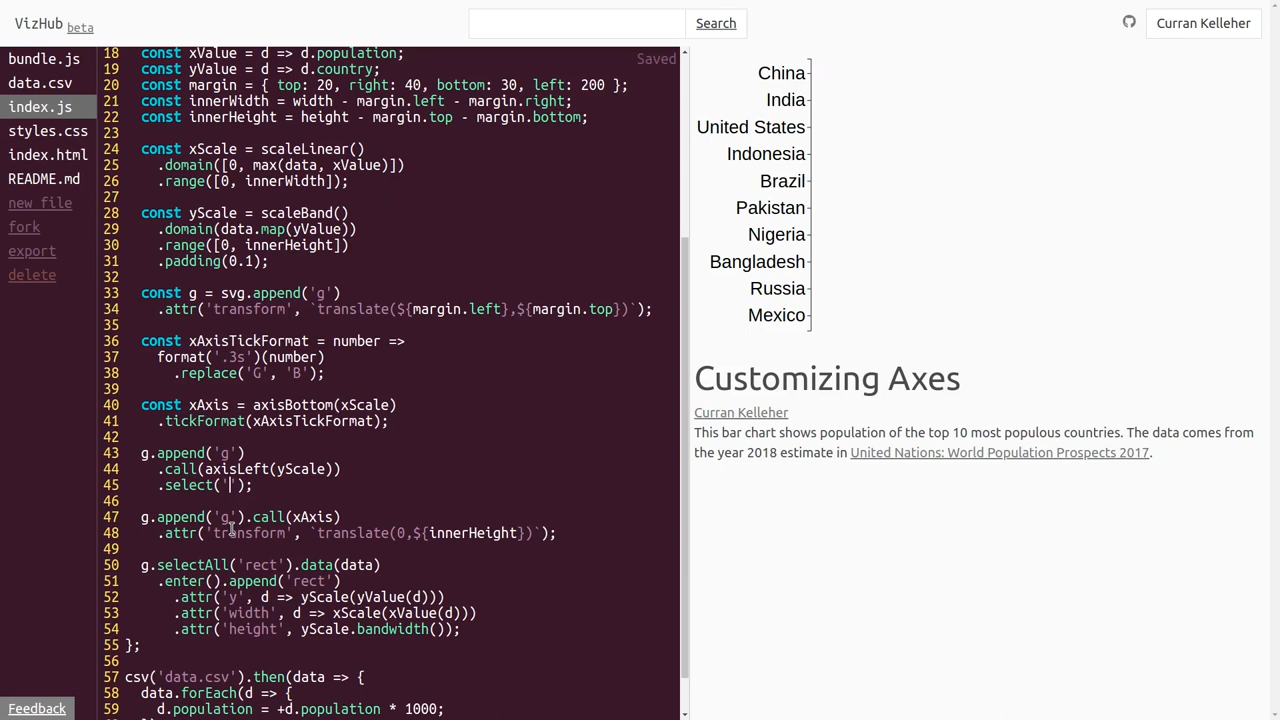 VizHub beta
Search
Curran Kelleher
bundle.js
data.csv
index.js
styles.css
index.html
README.md
new file
fork
export
delete
Feedback
Saved
18 const xValue = d => d.population;
19 const yValue = d => d.country;
20 const margin = { top: 20, right: 40, bottom: 30, left: 200 };
21 const innerWidth = width - margin.left - margin.right;
22 const innerHeight = height - margin.top - margin.bottom;
23
24 const xScale = scaleLinear()
25 .domain([0, max(data, xValue)])
26 .range([0, innerWidth]);
27
28 const yScale = scaleBand()
29 .domain(data.map(yValue))
30 .range([0, innerHeight])
31 .padding(0.1);
32
33 const g = svg.append('g')
34 .attr('transform', `translate(${margin.left},${margin.top})`);
35
36 const xAxisTickFormat = number =>
37 format('.3s')(number)
38 .replace('G', 'B');
39
40 const xAxis = axisBottom(xScale)
41 .tickFormat(xAxisTickFormat);
42
43 g.append('g')
44 .call(axisLeft(yScale))
45 .select('');
46
47 g.append('g').call(xAxis)
48 .attr('transform', `translate(0,${innerHeight})`);
49
50 g.selectAll('rect').data(data)
51 .enter().append('rect')
52 .attr('y', d => yScale(yValue(d)))
53 .attr('width', d => xScale(xValue(d)))
54 .attr('height', yScale.bandwidth());
55 };
56
57 csv('data.csv').then(data => {
58 data.forEach(d => {
59 d.population = +d.population * 1000;
China
India
United States
Indonesia
Brazil
Pakistan
Nigeria
Bangladesh
Russia
Mexico
Customizing Axes
Curran Kelleher
This bar chart shows population of the top 10 most populous countries. The data comes from
the year 2018 estimate in United Nations: World Population Prospects 2017.